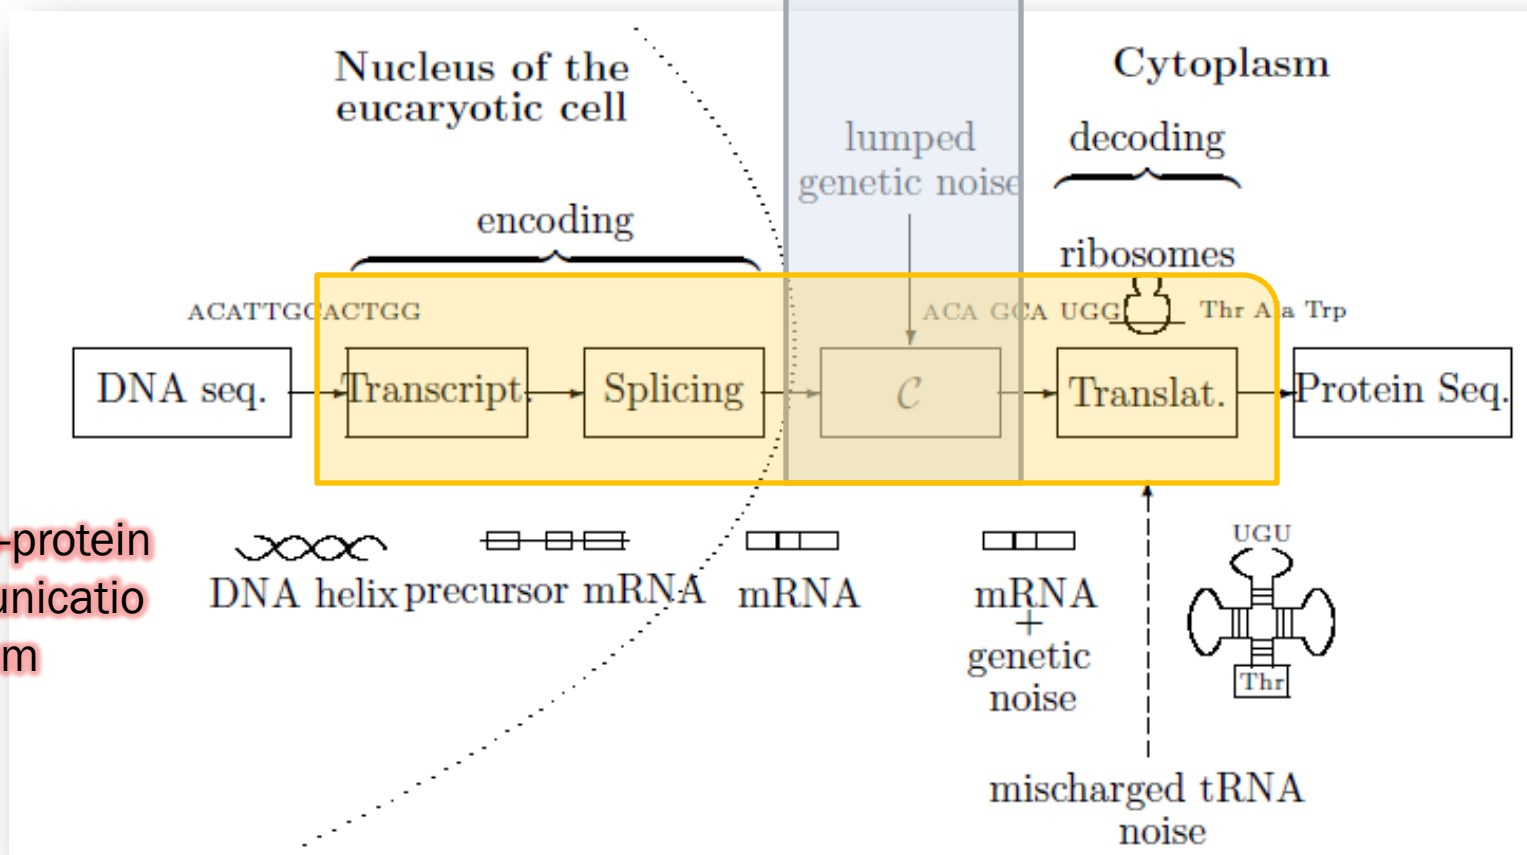 Nucleus of the
eucaryotic cell
Cytoplasm
lumped
genetic noise
decoding
encoding
ribosomes
ACATTGCACTGG
ACA GCA UGG
Thr Ala Trp
DNA seq.
Transcript.
Splicing
C
Translat.
Protein Seq.
-protein
unicatio
m
DNA helix
precursor mRNA
mRNA
mRNA
+
genetic
noise
UGU
Thr
mischarged tRNA
noise